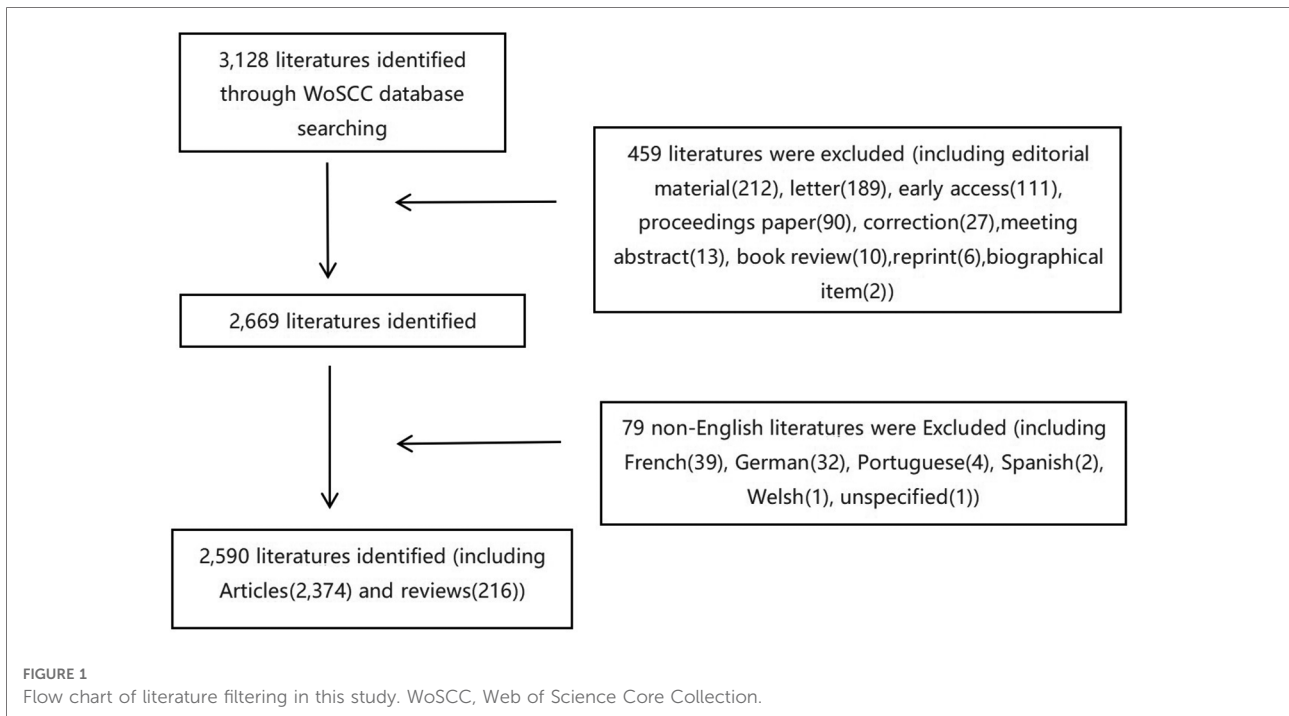 3,128 literatures identified
through WoSCC database
searching
459 literatures were excluded (including editorial
material(212), letter(189), early access(111),
proceedings paper(90), correction(27),meeting
abstract(13), book review(10),reprint(6),biographical
item(2))
2,669 literatures identified
79 non-English literatures were Excluded (including
French(39), German(32), Portuguese(4), Spanish(2),
Welsh(1), unspecified(1))
2,590 literatures identified (including
Articles(2,374) and reviews(216))
FIGURE 1
Flow chart of literature filtering in this study. WoSCC, Web of Science Core Collection.